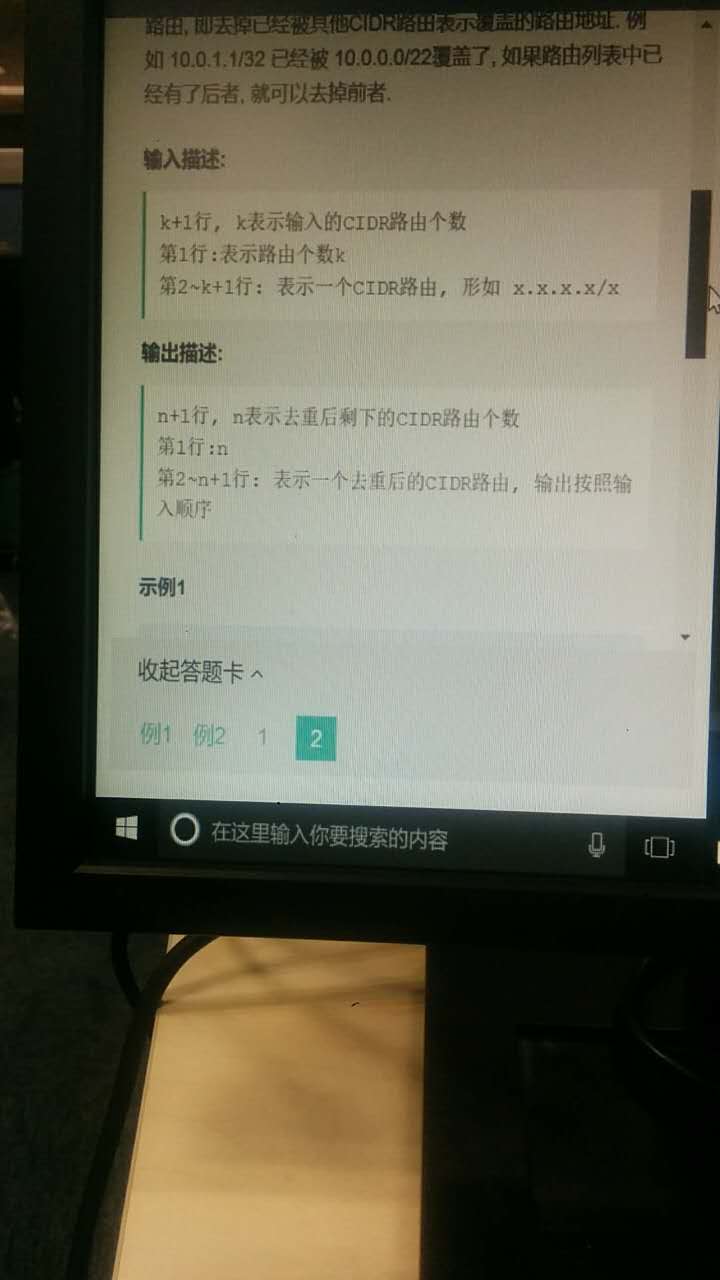 路由, 即去掉已经被其他CIDR路由表示覆盖的路由地址. 例
如 10.0.1.1/32 已经被 10.0.0.0/22覆盖了, 如果路由列表中已
经有了后者, 就可以去掉前者.
输入描述:
k+1行, k表示输入的CIDR路由个数
第1行:表示路由个数k
第2~k+1行: 表示一个CIDR路由, 形如 x.x.x.x/x
输出描述:
n+1行, n表示去重后剩下的CIDR路由个数
第1行:n
第2~n+1行: 表示一个去重后的CIDR路由, 输出按照输
入顺序
示例1
收起答题卡
例1 例2 1 2
在这里输入你要搜索的内容